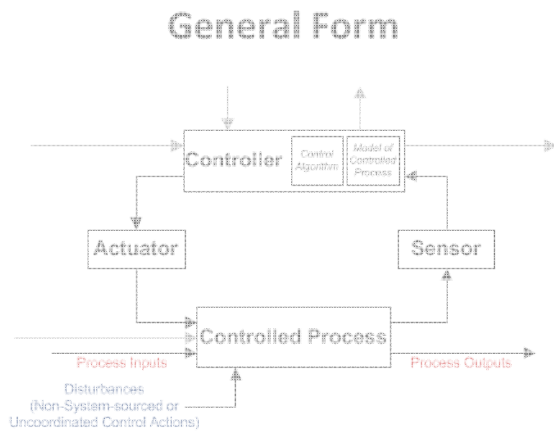 General Form
Controller
Control
Algorithm
Model of
Controlled
Process
Actuator
Sensor
Controlled Process
Process Inputs
Process Outputs
Disturbances
(Non-System-sourced or
Uncoordinated Control Actions)